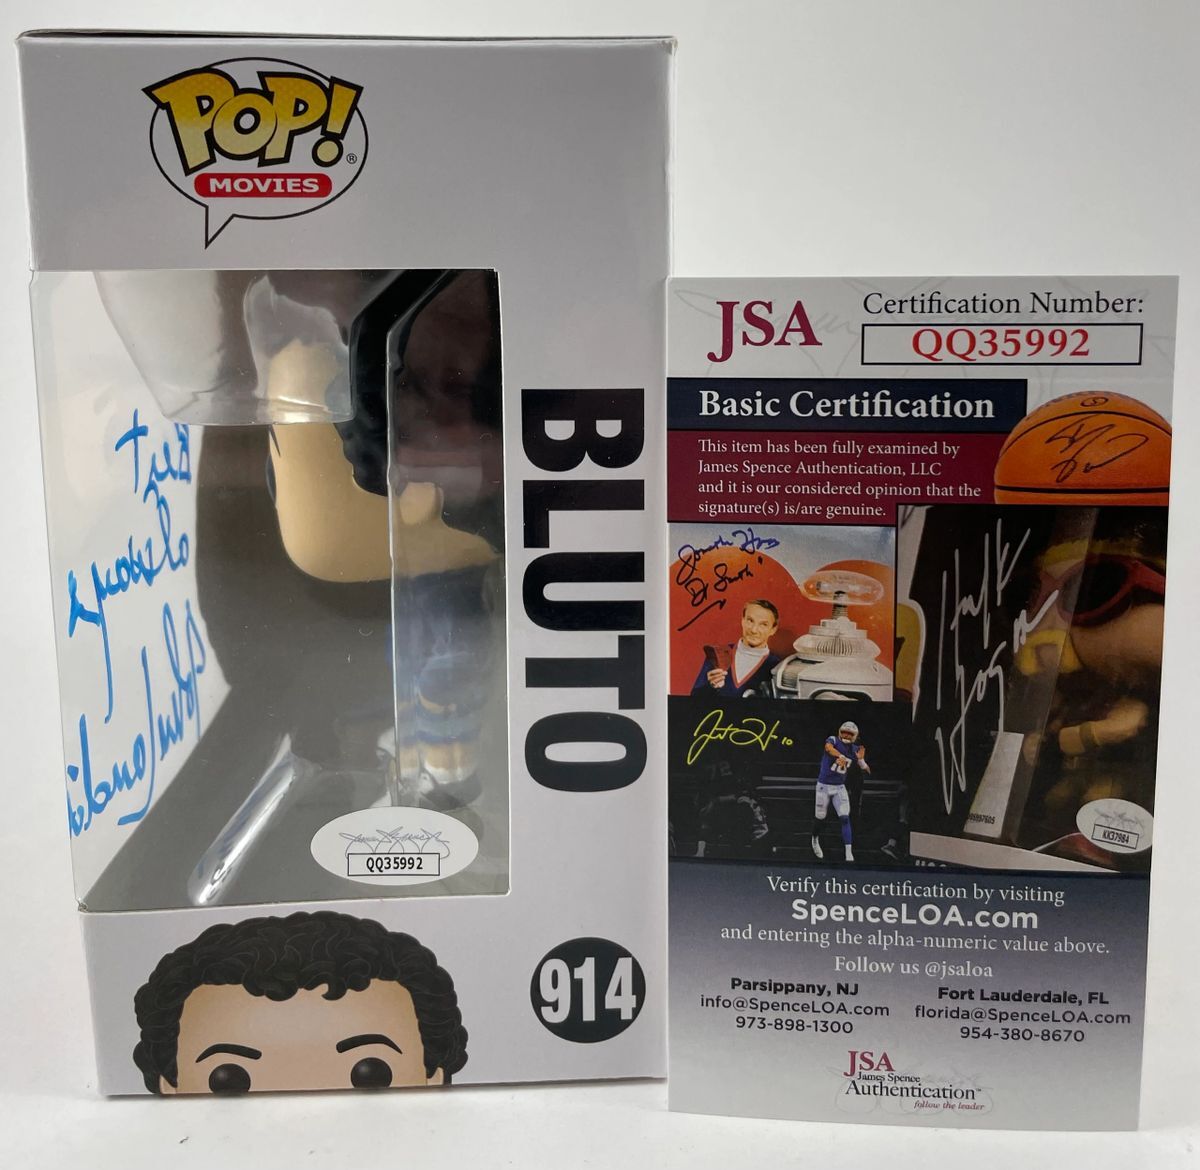 POP!®
MOVIES
BLUTO
QQ35992
914
JSA
Certification Number:
QQ35992
Basic Certification
This item has been fully examined by
James Spence Authentication, LLC
and it is our considered opinion that the
signature(s) is/are genuine.
10
KK37984
Verify this certification by visiting
SpenceLOA.com
and entering the alpha-numeric value above.
Follow us @jsaloa
Parsippany, NJ
info@SpenceLOA.com
973-898-1300
Fort Lauderdale, FL
florida@SpenceLOA.com
954-380-8670
JSA
James Spence
Authentication™
follow the leader